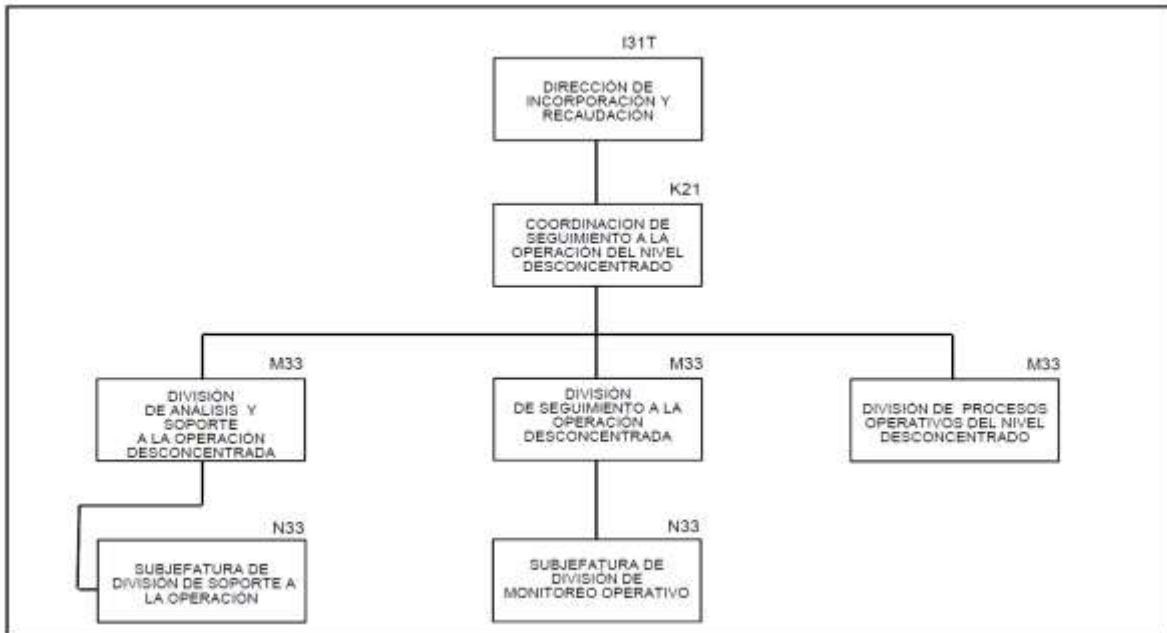 I31T
DIRECCIÓN DE
INCORPORACIÓN Y
RECAUDACIÓN
K21
COORDINACION DE
SEGUIMIENTO A LA
OPERACIÓN DEL NIVEL
DESCONCENTRADO
M33
DIVISIÓN
DE ANÁLISIS Y
SOPORTE
A LA OPERACIÓN
DESCONCENTRADA
M33
DIVISIÓN
DE SEGUIMIENTO A LA
OPERACIÓN
DESCONCENTRADA
M33
DIVISIÓN DE PROCESOS
OPERATIVOS DEL NIVEL
DESCONCENTRADO
N33
SUBJEFATURA DE
DIVISIÓN DE SOPORTE A
LA OPERACIÓN
N33
SUBJEFATURA DE
DIVISIÓN DE
MONITOREO OPERATIVO